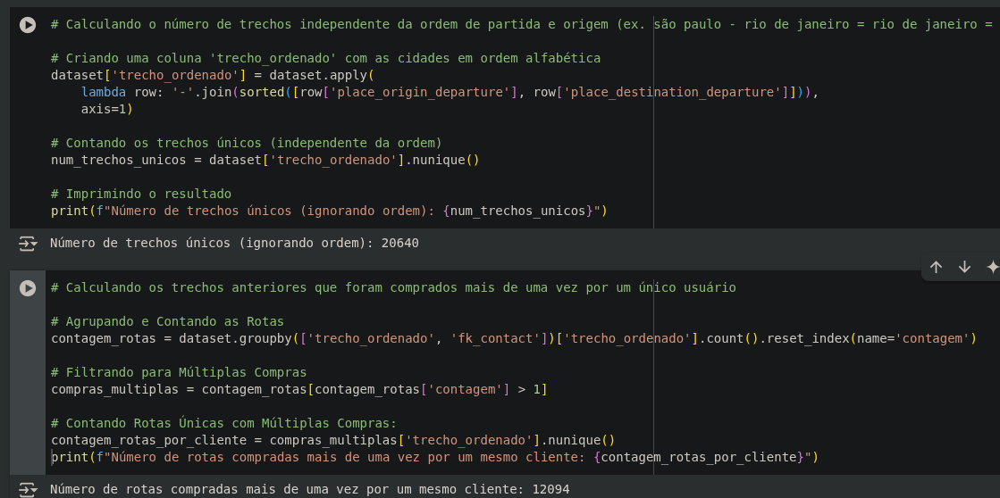 # Calculando o número de trechos independente da ordem de partida e origem (ex. são paulo - rio de janeiro = rio de janeiro =
# Criando uma coluna 'trecho_ordenado' com as cidades em ordem alfabética
dataset['trecho_ordenado'] = dataset.apply(
    lambda row: '-'.join(sorted([row['place_origin_departure'], row['place_destination_departure']])),
    axis=1)
# Contando os trechos únicos (independente da ordem)
num_trechos_unicos = dataset['trecho_ordenado'].nunique()
# Imprimindo o resultado
print(f"Número de trechos únicos (ignorando ordem): {num_trechos_unicos}")
Número de trechos únicos (ignorando ordem): 20640
# Calculando os trechos anteriores que foram comprados mais de uma vez por um único usuário
# Agrupando e Contando as Rotas
contagem_rotas = dataset.groupby(['trecho_ordenado', 'fk_contact'])['trecho_ordenado'].count().reset_index(name='contagem')
# Filtrando para Múltiplas Compras
compras_multiplas = contagem_rotas[contagem_rotas['contagem'] > 1]
# Contando Rotas Únicas com Múltiplas Compras:
contagem_rotas_por_cliente = compras_multiplas['trecho_ordenado'].nunique()
print(f"Número de rotas compradas mais de uma vez por um mesmo cliente: {contagem_rotas_por_cliente}")
Número de rotas compradas mais de uma vez por um mesmo cliente: 12094